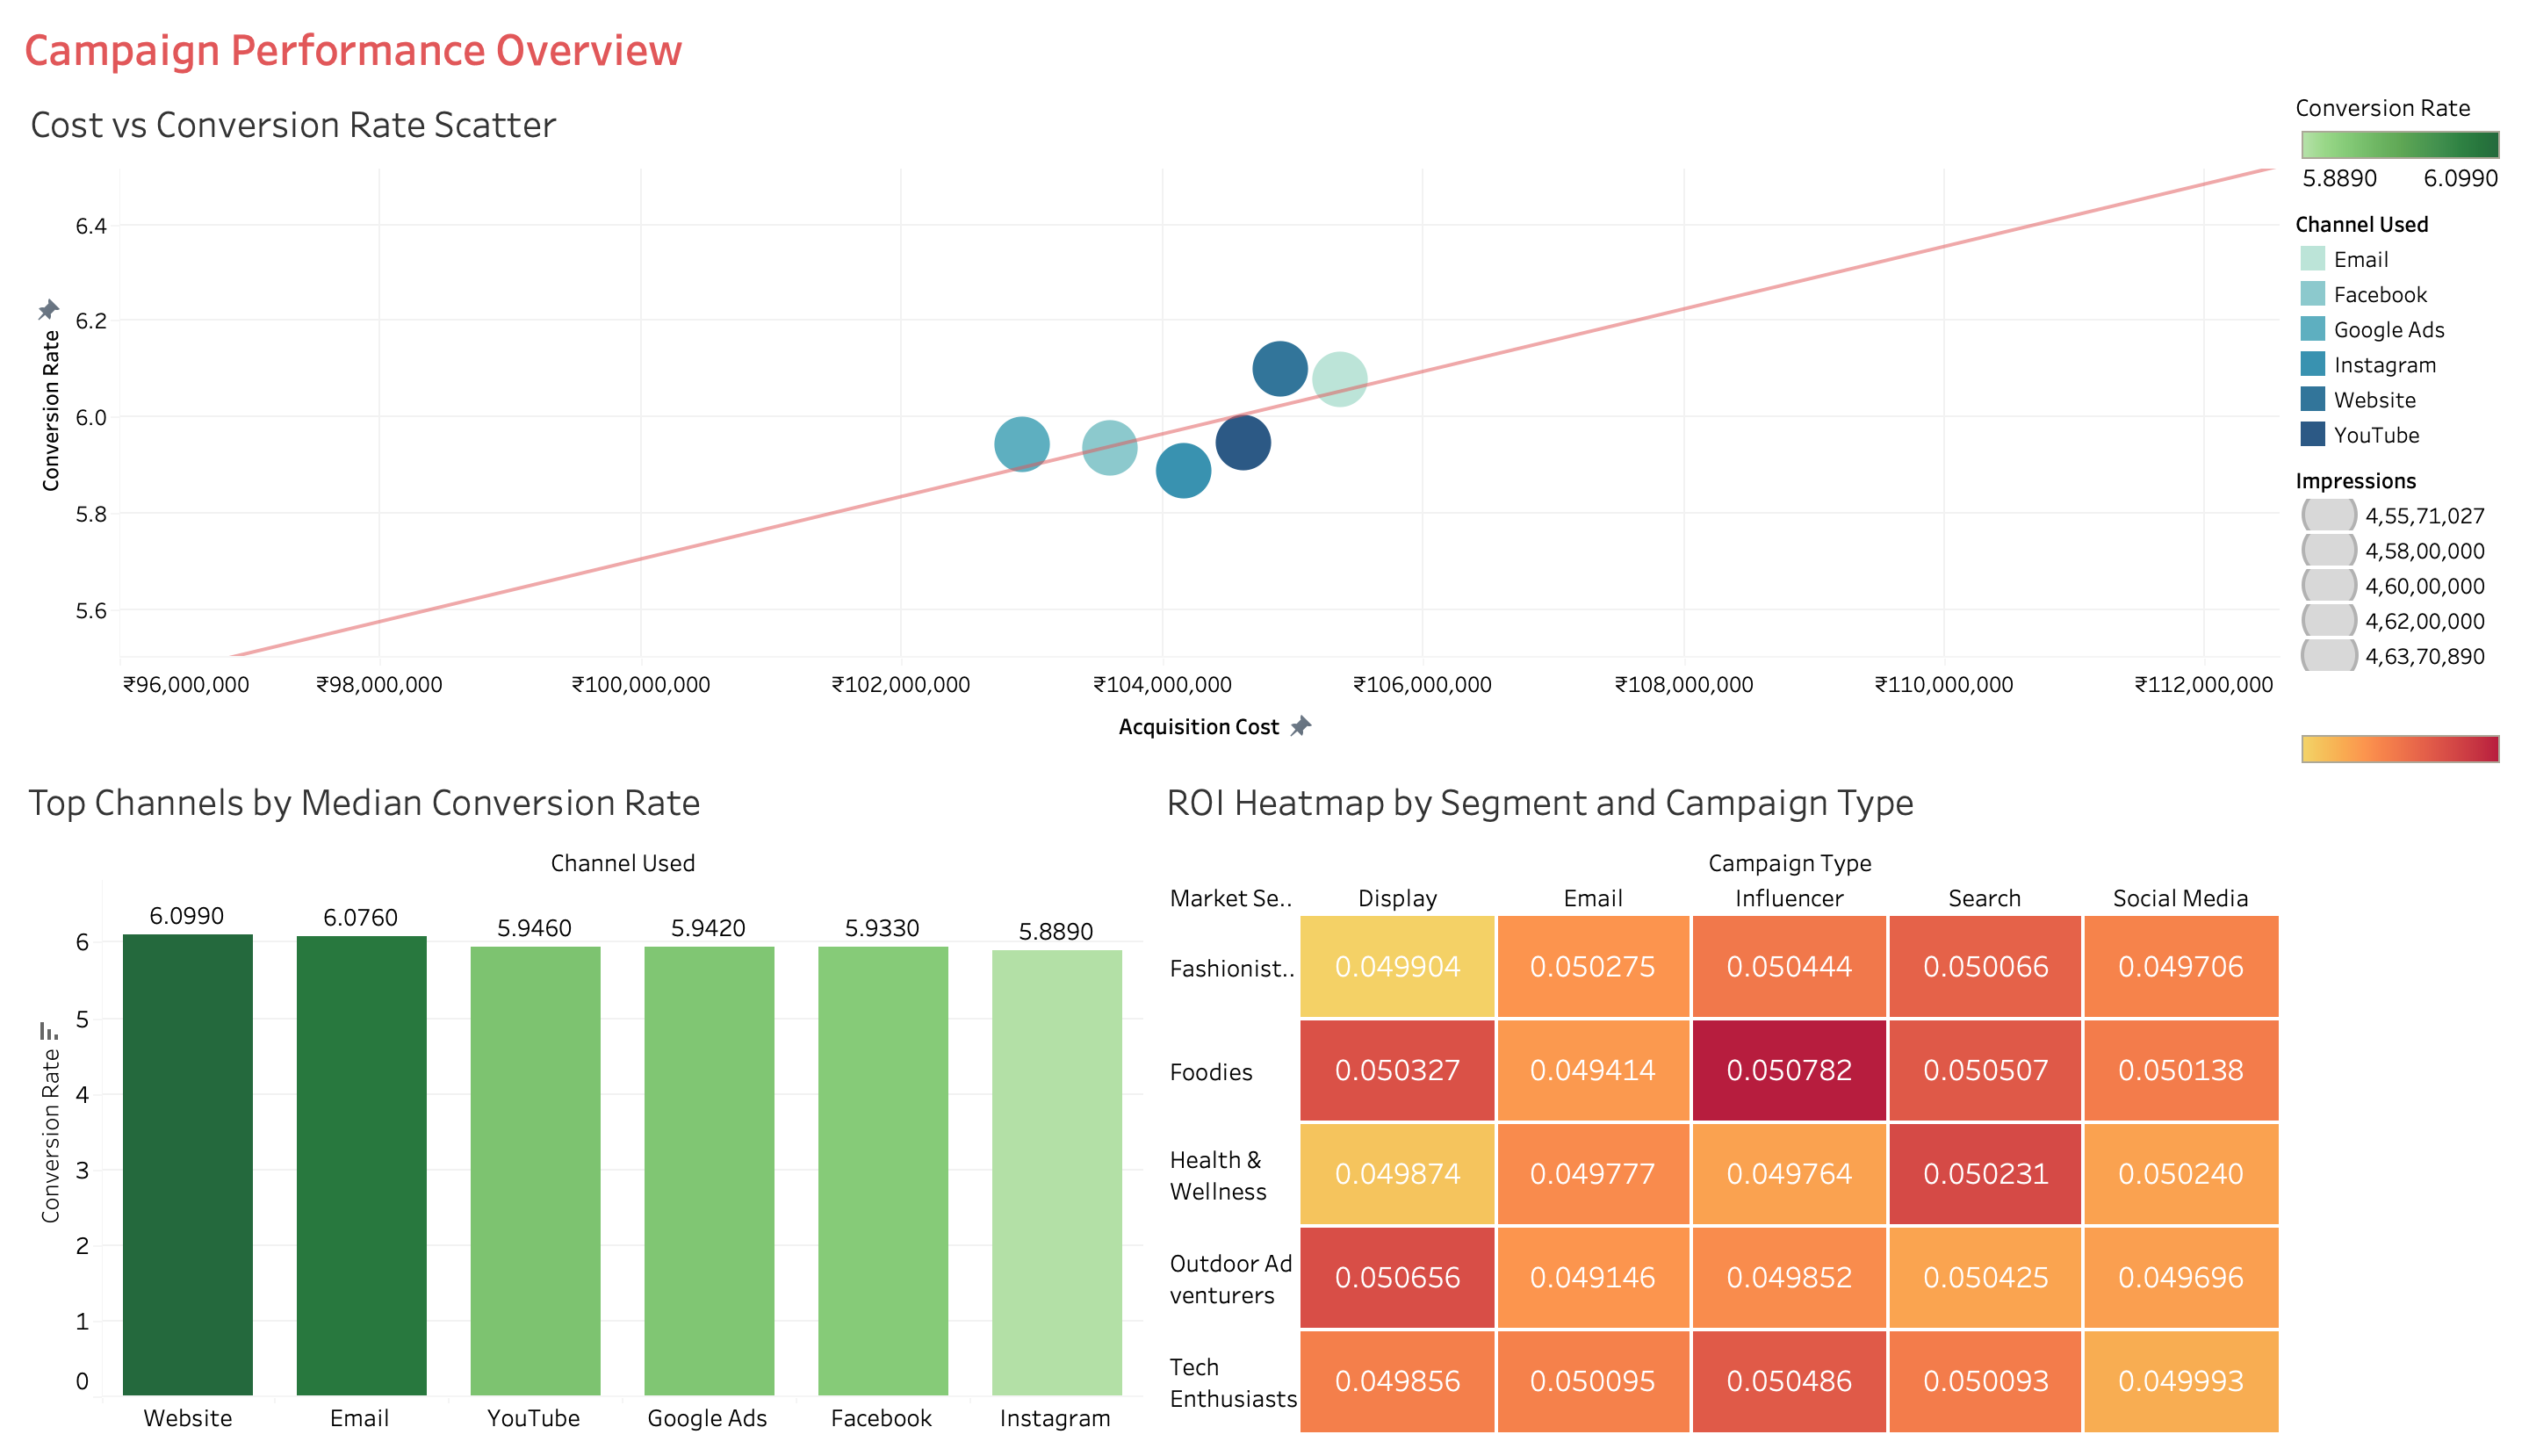 Campaign Performance Overview
Cost vs Conversion Rate Scatter
Conversion Rate
6.4
6.2
6.0
5.8
5.6
₹96,000,000 ₹98,000,000 ₹100,000,000 ₹102,000,000 ₹104,000,000 ₹106,000,000 ₹108,000,000 ₹110,000,000 ₹112,000,000
Acquisition Cost
Conversion Rate
5.8890 6.0990
Channel Used
Email
Facebook
Google Ads
Instagram
Website
YouTube
Impressions
4,55,71,027
4,58,00,000
4,60,00,000
4,62,00,000
4,63,70,890
Top Channels by Median Conversion Rate
Channel Used
Conversion Rate
6.0990 6.0760 5.9460 5.9420 5.9330 5.8890
6
5
4
3
2
1
0
Website Email YouTube Google Ads Facebook Instagram
ROI Heatmap by Segment and Campaign Type
Campaign Type
Market Se.. Display Email Influencer Search Social Media
Fashionist.. 0.049904 0.050275 0.050444 0.050066 0.049706
Foodies 0.050327 0.049414 0.050782 0.050507 0.050138
Health &
Wellness 0.049874 0.049777 0.049764 0.050231 0.050240
Outdoor Ad
venturers 0.050656 0.049146 0.049852 0.050425 0.049696
Tech
Enthusiasts 0.049856 0.050095 0.050486 0.050093 0.049993